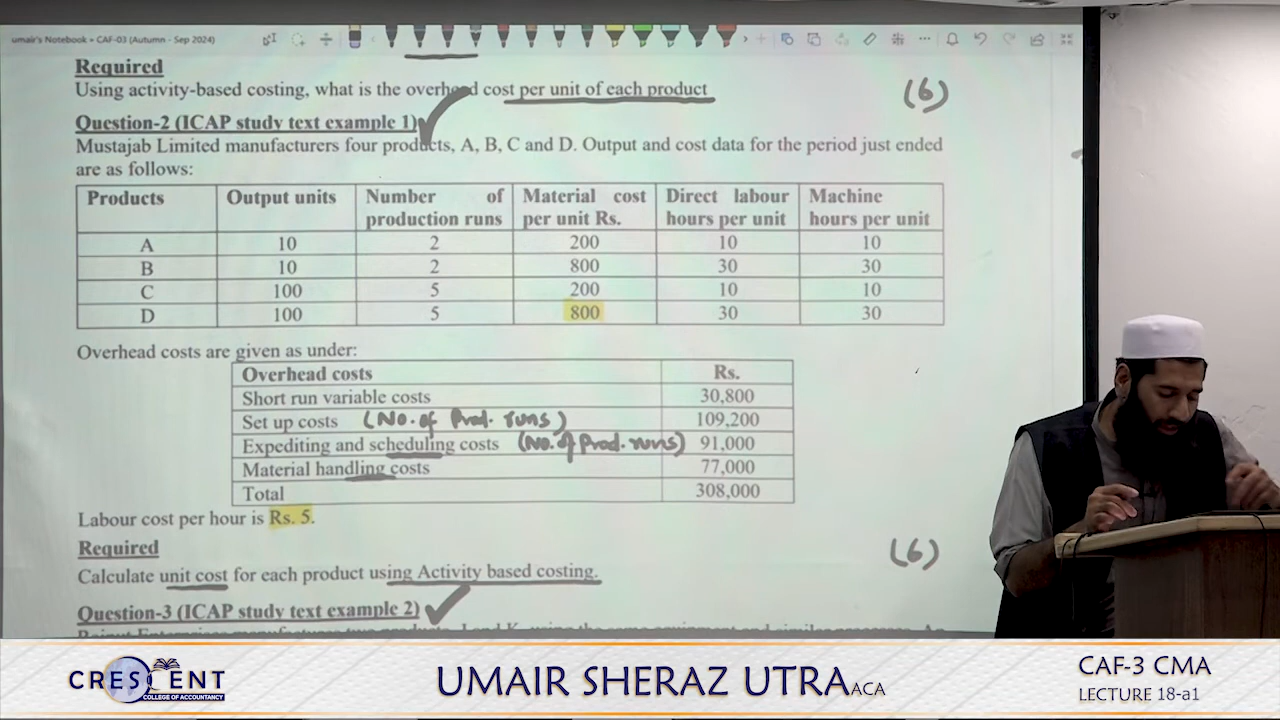 umair's Notebook » CAF-03 (Autumn - Sep 2024)
Required
Using activity-based costing, what is the overhead cost per unit of each product (6)
Question-2 (ICAP study text example 1)
Mustajab Limited manufacturers four products, A, B, C and D. Output and cost data for the period just ended
are as follows:
Products Output units Number of production runs Material cost per unit Rs. Direct labour hours per unit Machine hours per unit
A 10 2 200 10 10
B 10 2 800 30 30
C 100 5 200 10 10
D 100 5 800 30 30
Overhead costs are given as under:
Overhead costs Rs.
Short run variable costs 30,800
Set up costs (No. of Prod. runs) 109,200
Expediting and scheduling costs (No. of Prod. runs) 91,000
Material handling costs 77,000
Total 308,000
Labour cost per hour is Rs. 5.
Required (6)
Calculate unit cost for each product using Activity based costing.
Question-3 (ICAP study text example 2)
CRESCENT
COLLEGE OF ACCOUNTANCY
UMAIR SHERAZ UTRA ACA
CAF-3 CMA
LECTURE 18-a1